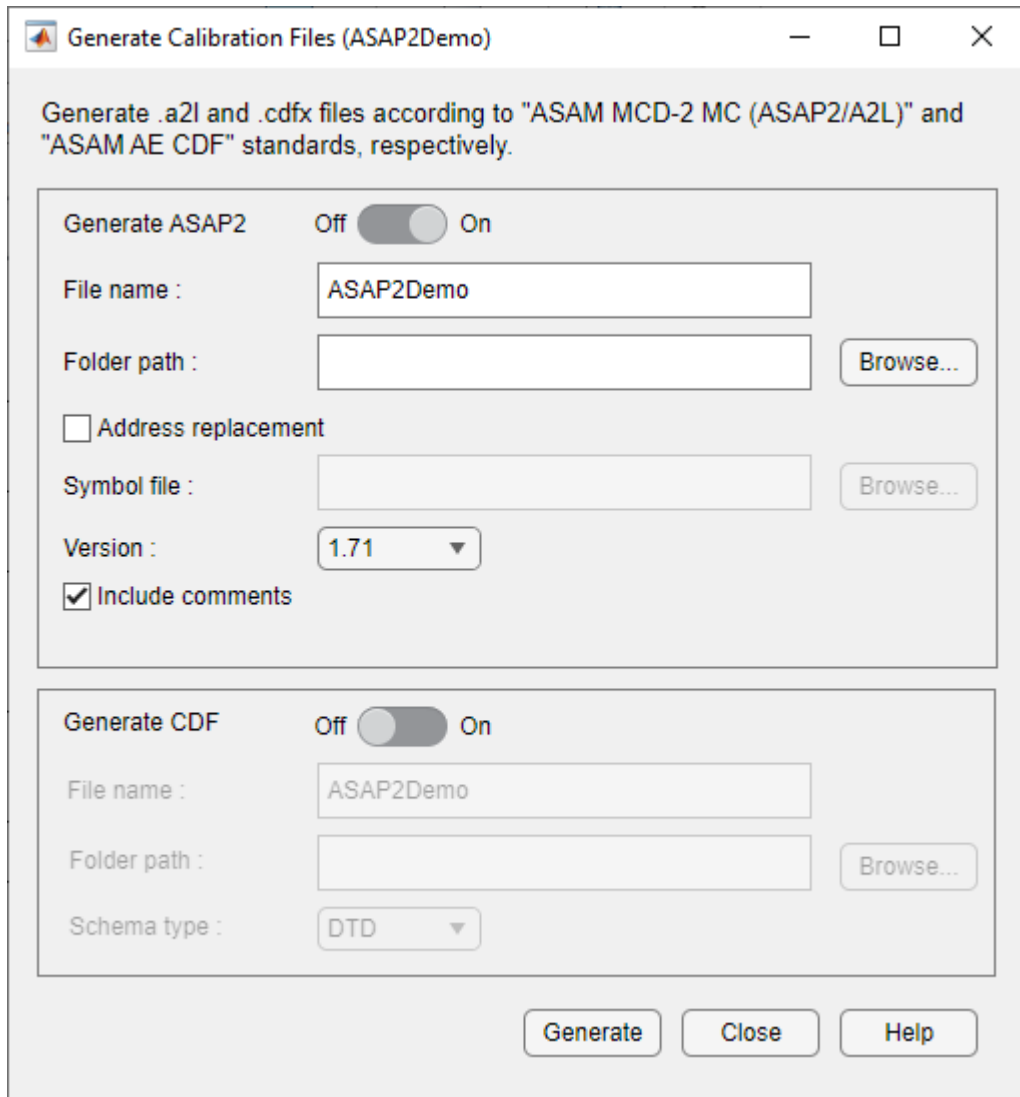 Generate Calibration Files (ASAP2Demo)
Generate .a2l and .cdfx files according to "ASAM MCD-2 MC (ASAP2/A2L)" and
"ASAM AE CDF" standards, respectively.
Generate ASAP2 Off On
File name : ASAP2Demo
Folder path : Browse...
Address replacement
Symbol file : Browse...
Version : 1.71
Include comments
Generate CDF Off On
File name : ASAP2Demo
Folder path : Browse...
Schema type : DTD
Generate Close Help